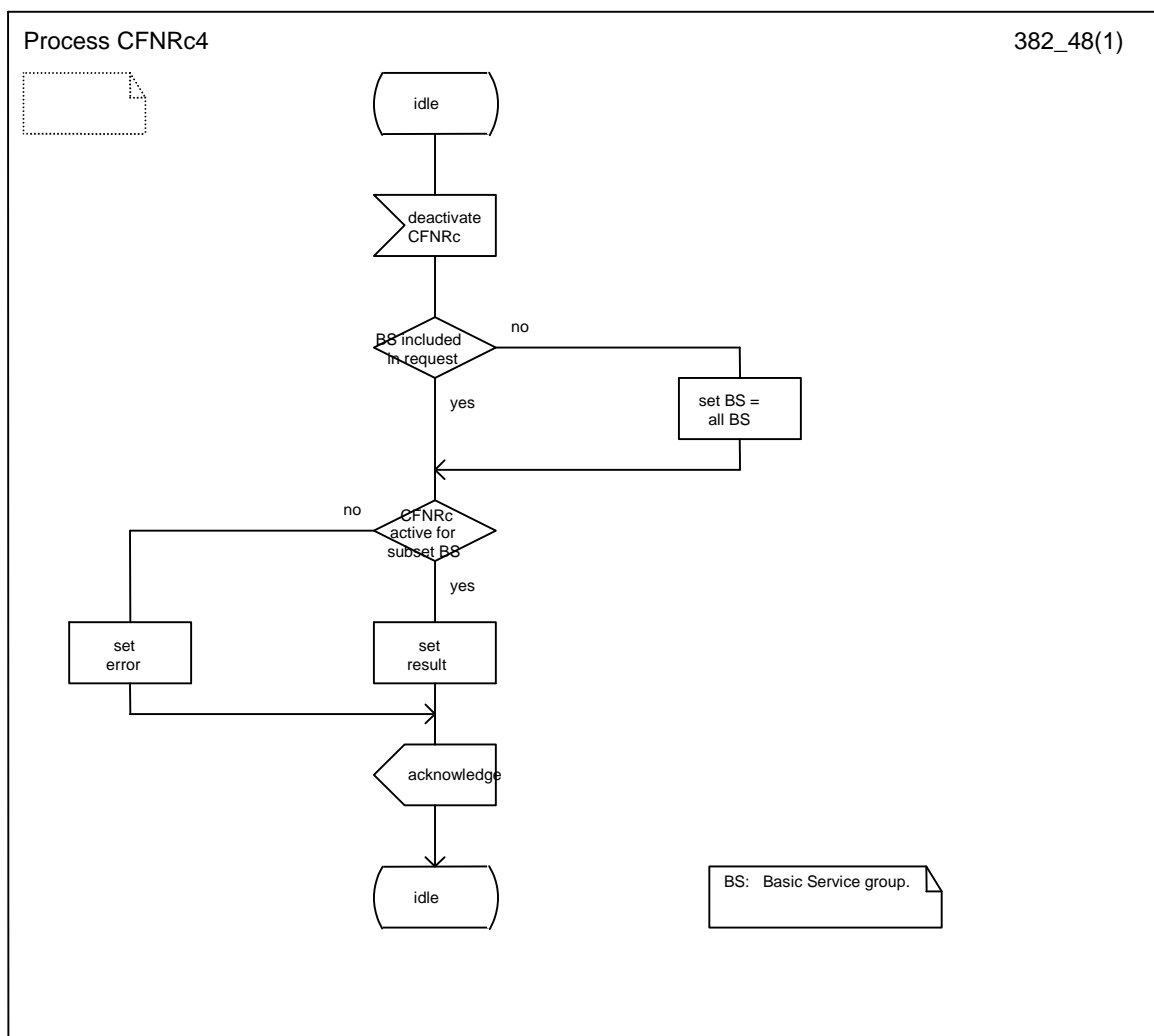 Process CFNRc4
382_48(1)
idle
deactivate
CFNRc
BS included
in request
no
set BS =
all BS
yes
CFNRc
active for
subset BS
no
yes
set
error
set
result
acknowledge
idle
BS: Basic Service group.